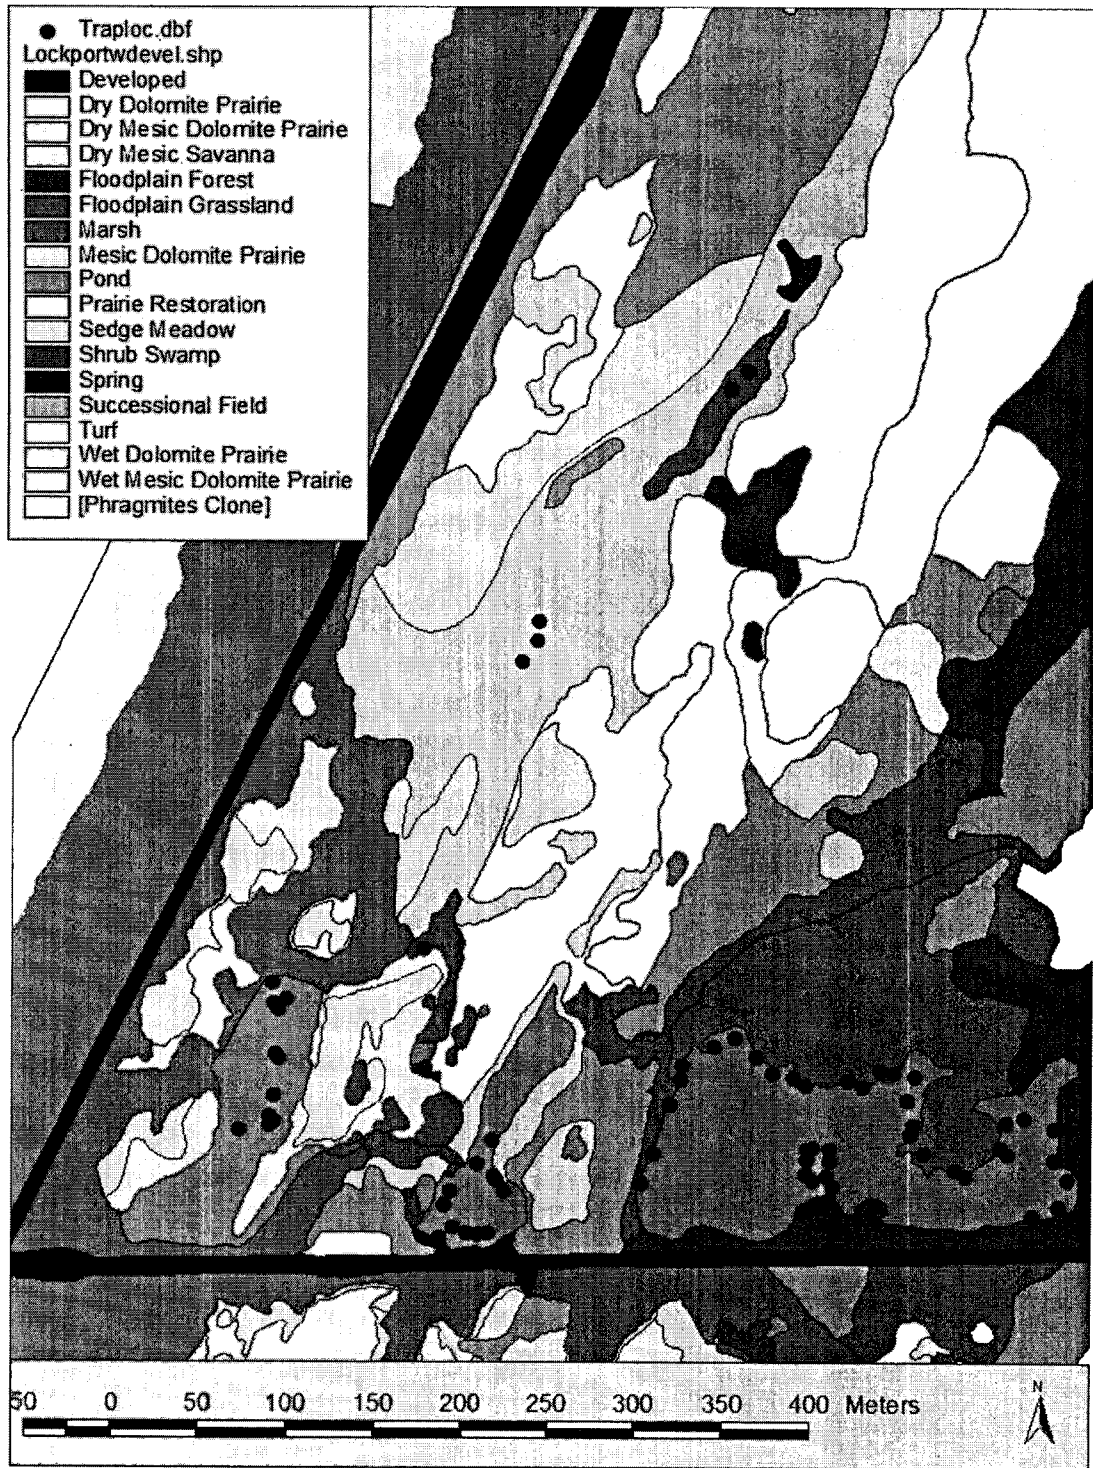 Traploc.dbf
Lockportwdevel.shp
Developed
Dry Dolomite Prairie
Dry Mesic Dolomite Prairie
Dry Mesic Savanna
Floodplain Forest
Floodplain Grassland
Marsh
Mesic Dolomite Prairie
Pond
Prairie Restoration
Sedge Meadow
Shrub Swamp
Spring
Successional Field
Turf
Wet Dolomite Prairie
Wet Mesic Dolomite Prairie
[Phragmites Clone]
50 0 50 100 150 200 250 300 350 400 Meters
N